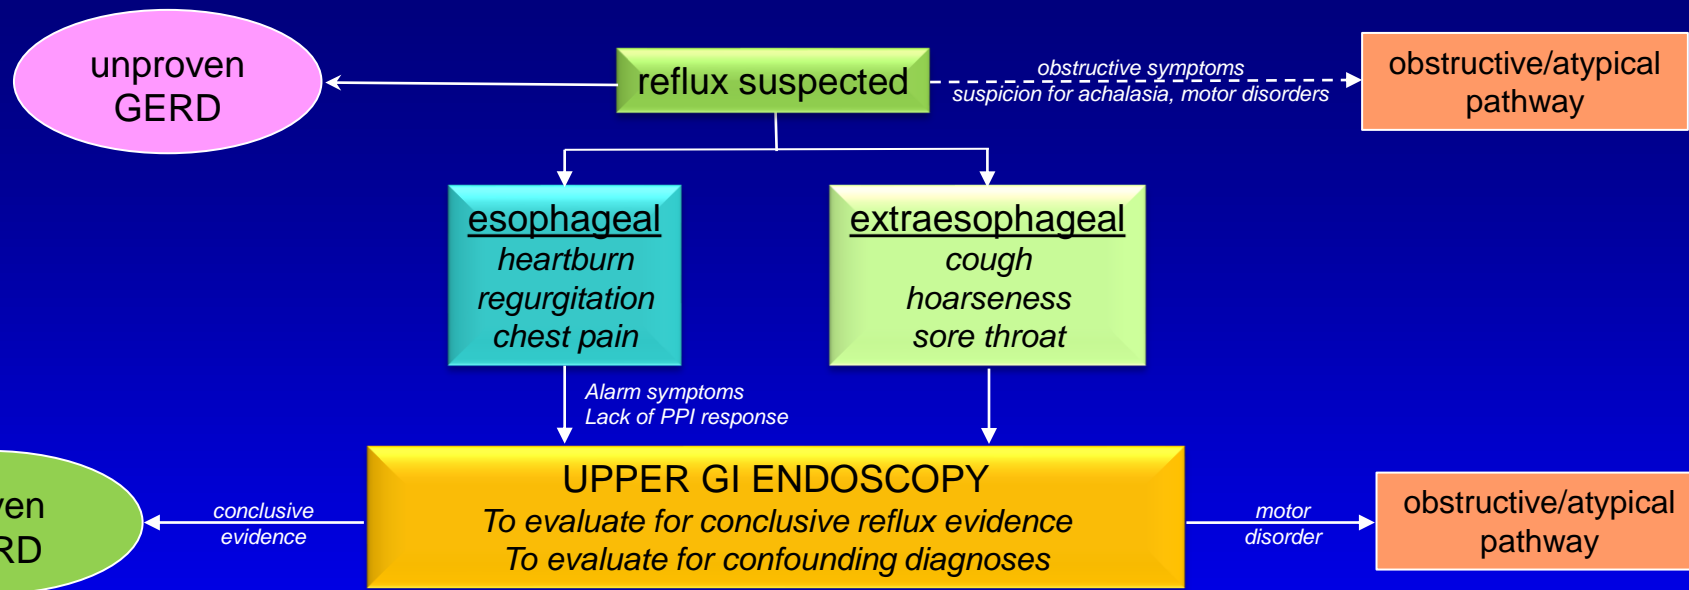 unproven
GERD
reflux suspected
obstructive symptoms
suspicion for achalasia, motor disorders
obstructive/atypical
pathway
esophageal
heartburn
regurgitation
chest pain
extraesophageal
cough
hoarseness
sore throat
Alarm symptoms
Lack of PPI response
UPPER GI ENDOSCOPY
To evaluate for conclusive reflux evidence
To evaluate for confounding diagnoses
conclusive
evidence
motor
disorder
obstructive/atypical
pathway